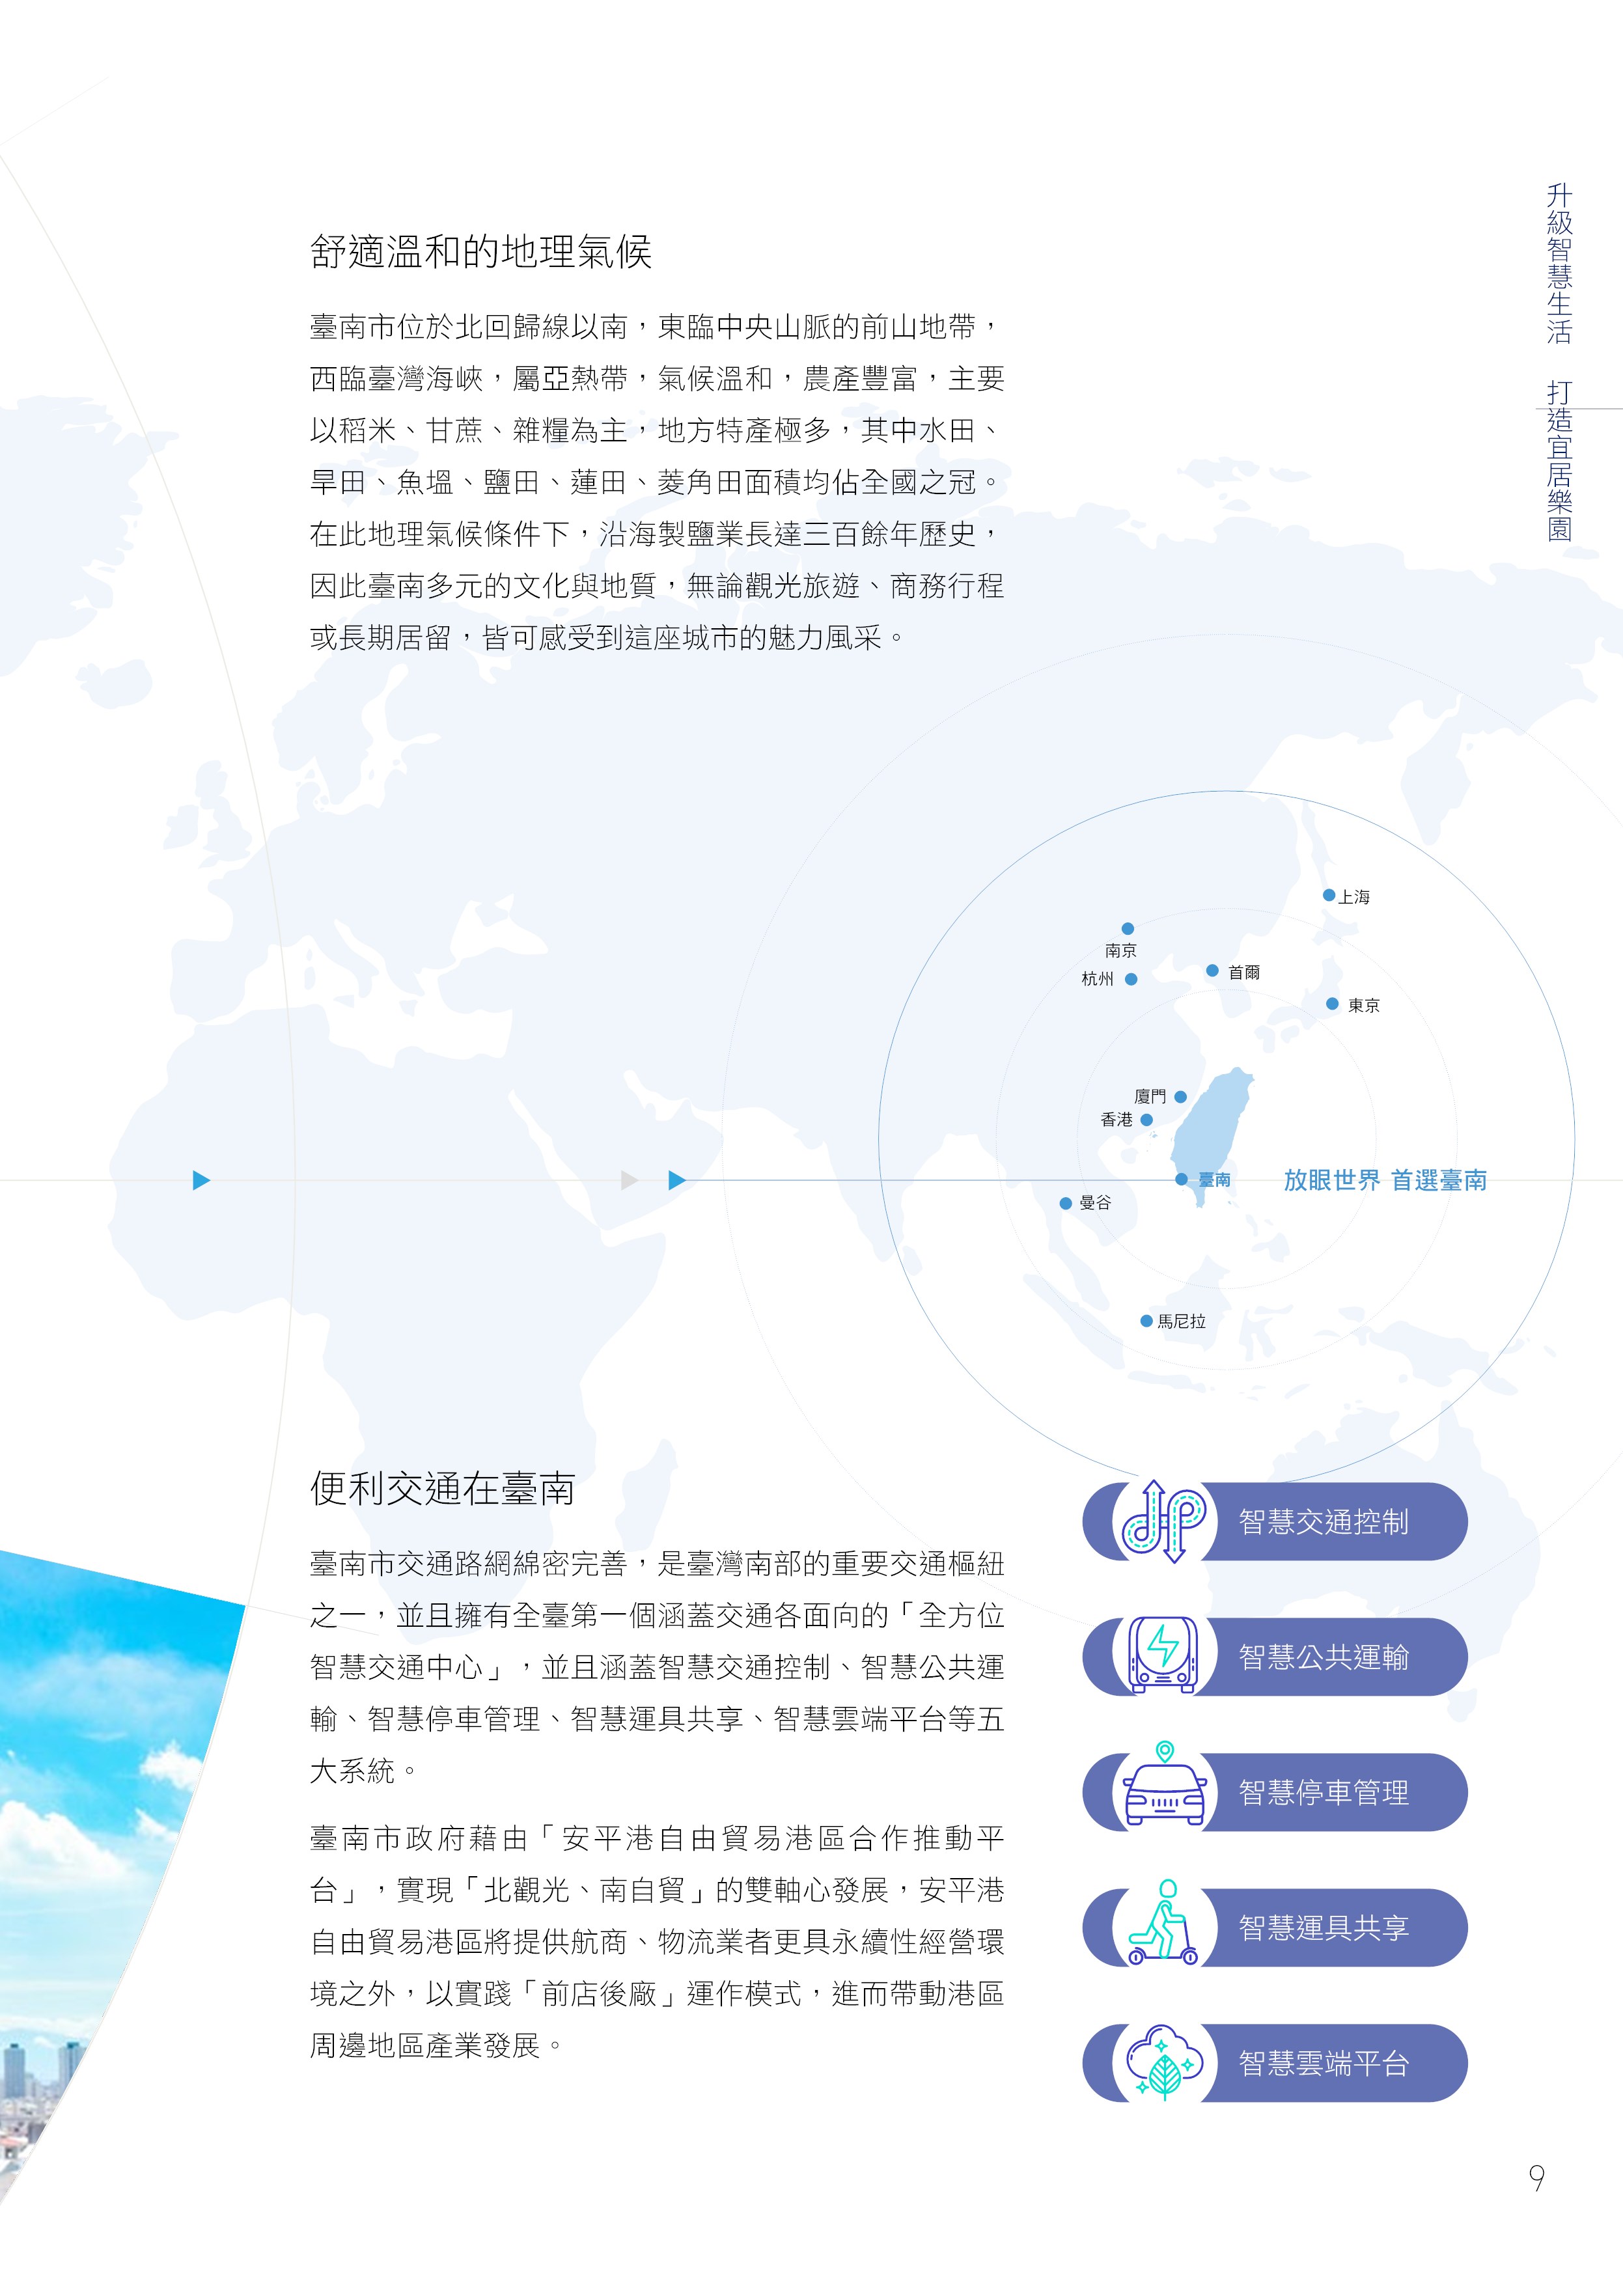 升級智慧生活 打造宜居樂園
舒適溫和的地理氣候
臺南市位於北回歸線以南，東臨中央山脈的前山地帶，
西臨臺灣海峽，屬亞熱帶，氣候溫和，農產豐富，主要
以稻米、甘蔗、雜糧為主，地方特產極多，其中水田、
旱田、魚塭、鹽田、蓮田、菱角田面積均佔全國之冠。
在此地理氣候條件下，沿海製鹽業長達三百餘年歷史，
因此臺南多元的文化與地質，無論觀光旅遊、商務行程
或長期居留，皆可感受到這座城市的魅力風采。
上海
南京
首爾
杭州
東京
廈門
香港
臺南
放眼世界 首選臺南
曼谷
馬尼拉
便利交通在臺南
臺南市交通路網綿密完善，是臺灣南部的重要交通樞紐
之一，並且擁有全臺第一個涵蓋交通各面向的「全方位
智慧交通中心」，並且涵蓋智慧交通控制、智慧公共運
輸、智慧停車管理、智慧運具共享、智慧雲端平台等五
大系統。
臺南市政府藉由「安平港自由貿易港區合作推動平
台」，實現「北觀光、南自貿」的雙軸心發展，安平港
自由貿易港區將提供航商、物流業者更具永續性經營環
境之外，以實踐「前店後廠」運作模式，進而帶動港區
周邊地區產業發展。
智慧交通控制
智慧公共運輸
智慧停車管理
智慧運具共享
智慧雲端平台
9